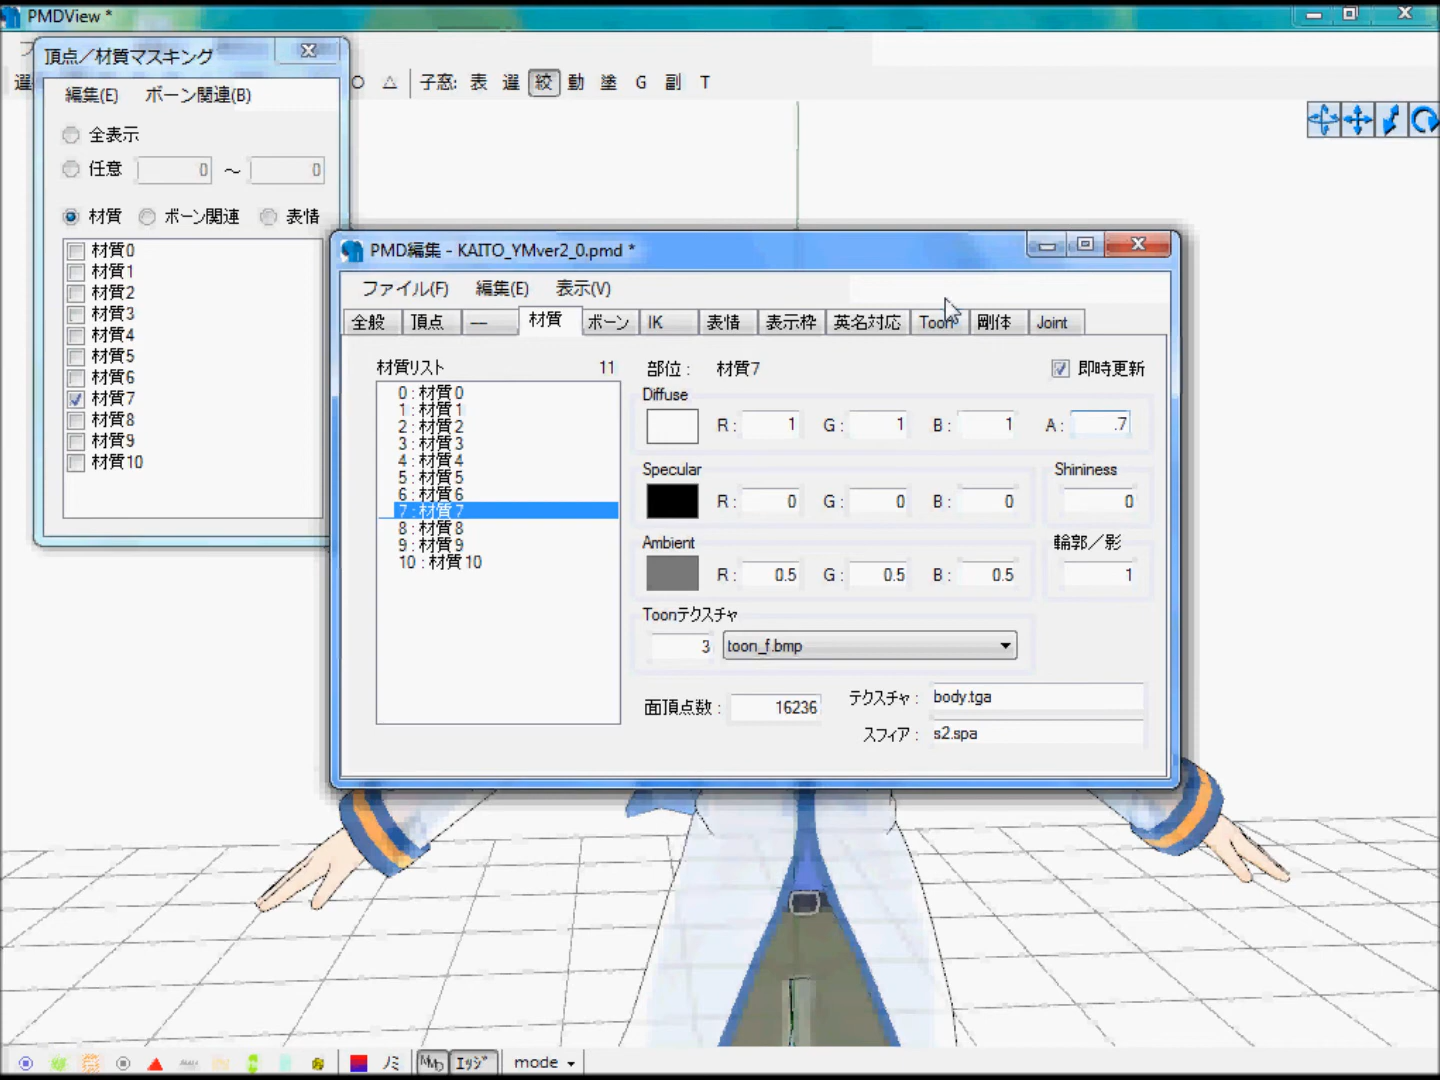 PMDView *
頂点／材質マスキング
編集(E) ボーン関連(B)
全表示
任意 0 ～ 0
材質 ボーン関連 表情
材質0
材質1
材質2
材質3
材質4
材質5
材質6
材質7
材質8
材質9
材質10
選 ○ △ 子窓: 表 選 絞 動 塗 G 副 T
PMD編集 - KAITO_YMver2_0.pmd *
ファイル(F) 編集(E) 表示(V)
全般 頂点 ― 材質 ボーン IK 表情 表示枠 英名対応 Toon 剛体 Joint
材質リスト 11
0 : 材質0
1 : 材質1
2 : 材質2
3 : 材質3
4 : 材質4
5 : 材質5
6 : 材質6
7 : 材質7
8 : 材質8
9 : 材質9
10 : 材質10
部位 : 材質7 即時更新
Diffuse
R : 1 G : 1 B : 1 A : .7
Specular Shininess
R : 0 G : 0 B : 0 0
Ambient 輪郭／影
R : 0.5 G : 0.5 B : 0.5 1
Toonテクスチャ
3 toon_f.bmp
面頂点数 : 16236 テクスチャ : body.tga
スフィア : s2.spa
ノミ MMD ｴｯｼﾞ mode